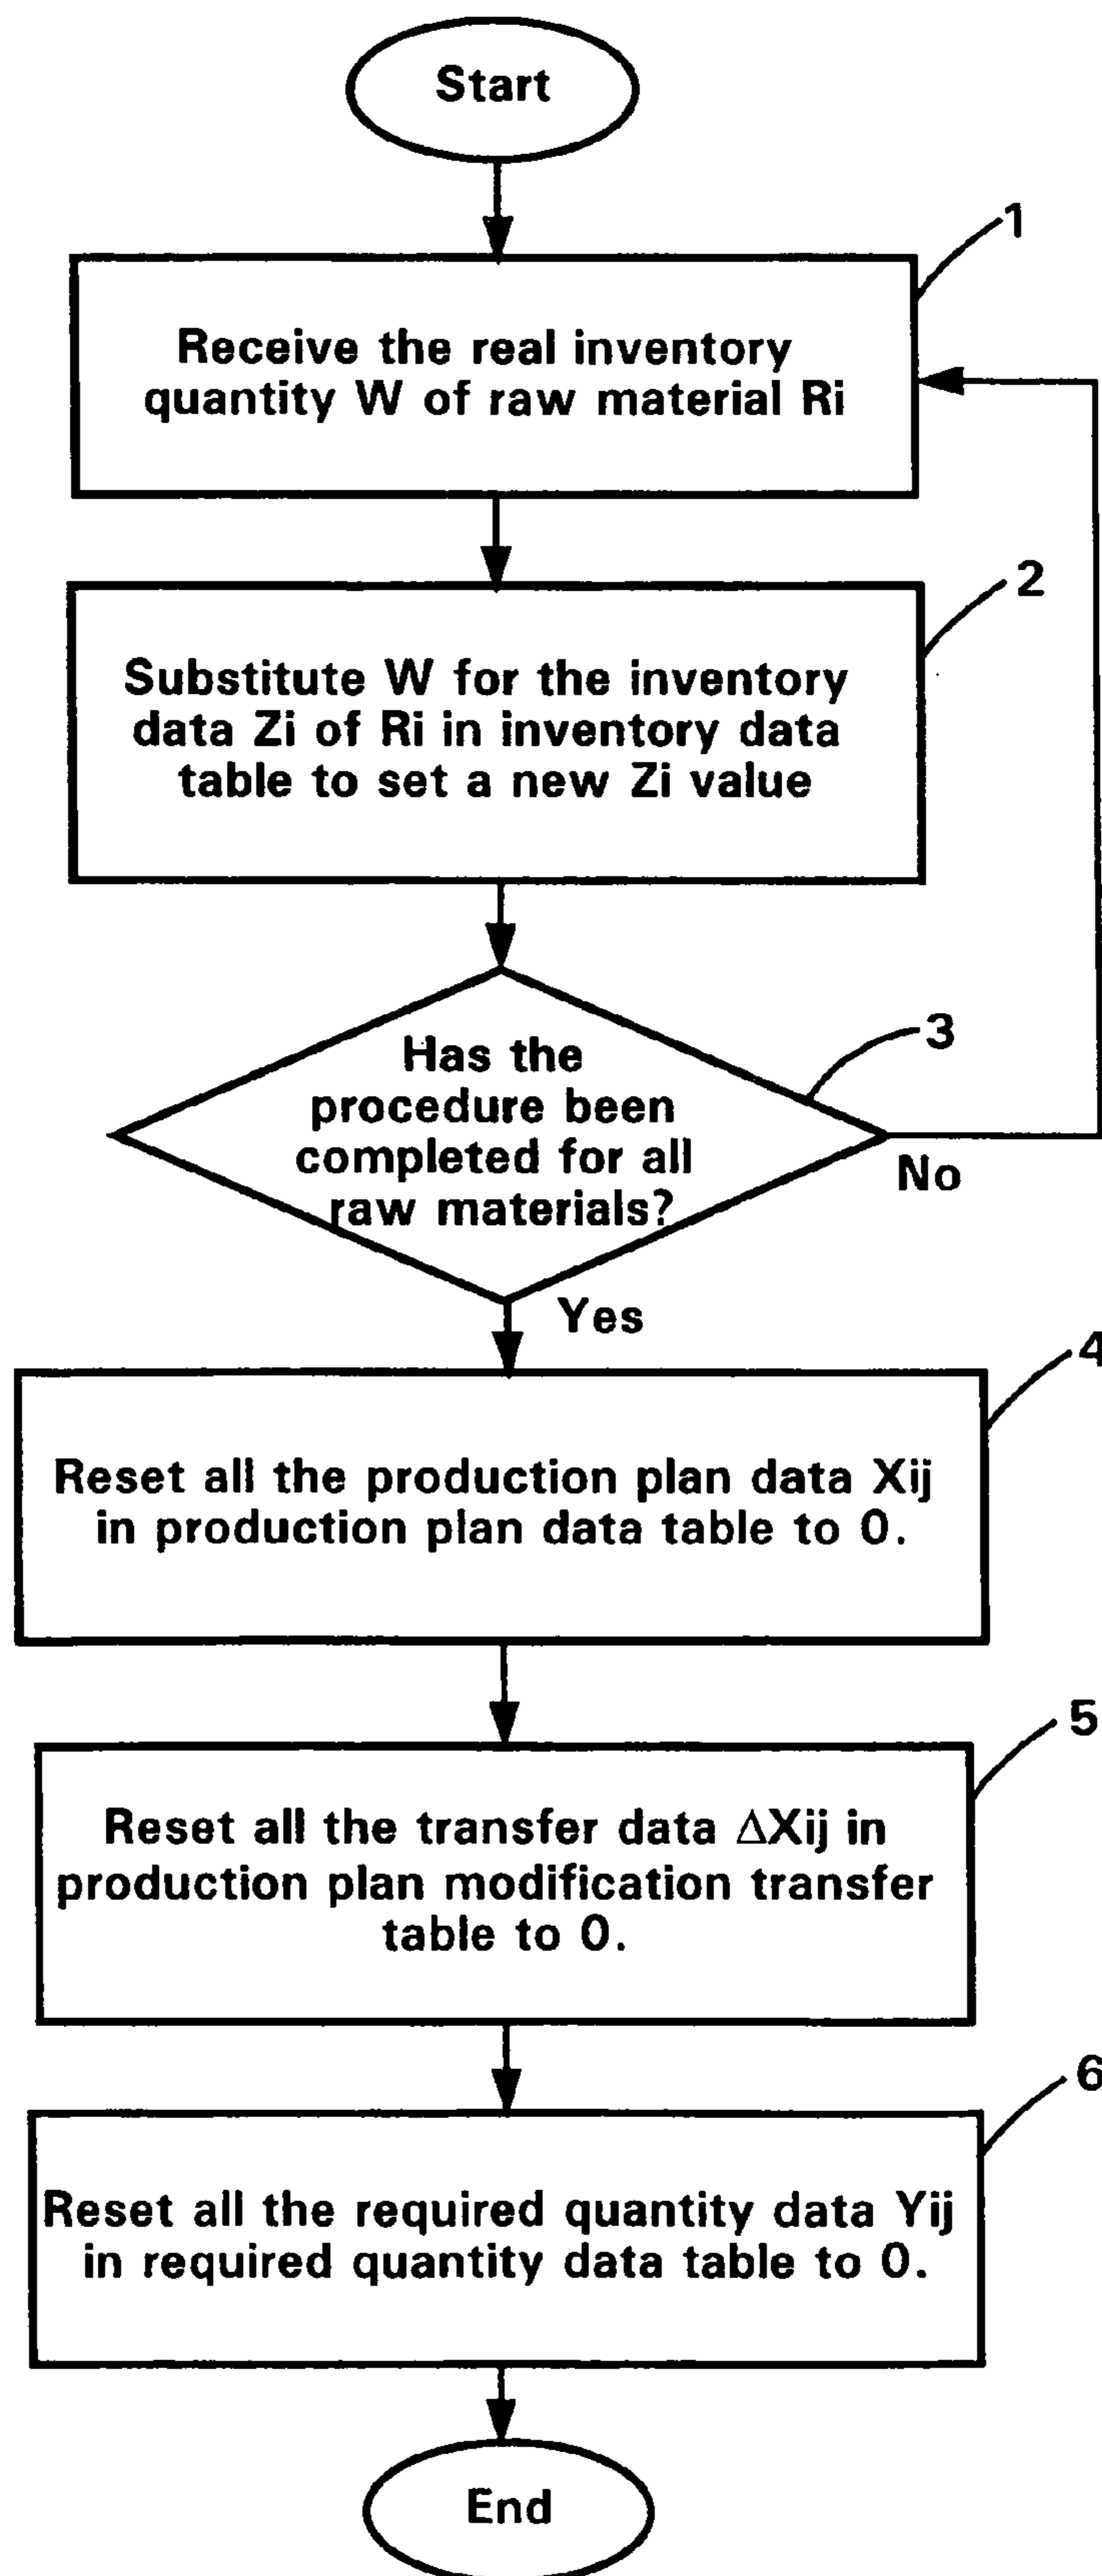 Start
1
Receive the real inventory
quantity W of raw material Ri
2
Substitute W for the inventory
data Zi of Ri in inventory data
table to set a new Zi value
3
Has the
procedure been
completed for all
raw materials?
No
Yes
4
Reset all the production plan data Xij
in production plan data table to 0.
5
Reset all the transfer data ΔXij in
production plan modification transfer
table to 0.
6
Reset all the required quantity data Yij
in required quantity data table to 0.
End